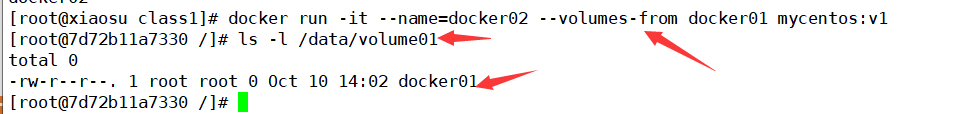 [root@xiaosu class1]# docker run -it --name=docker02 --volumes-from docker01 mycentos:v1
[root@7d72b11a7330 /]# ls -l /data/volume01
total 0
-rw-r--r--. 1 root root 0 Oct 10 14:02 docker01
[root@7d72b11a7330 /]#